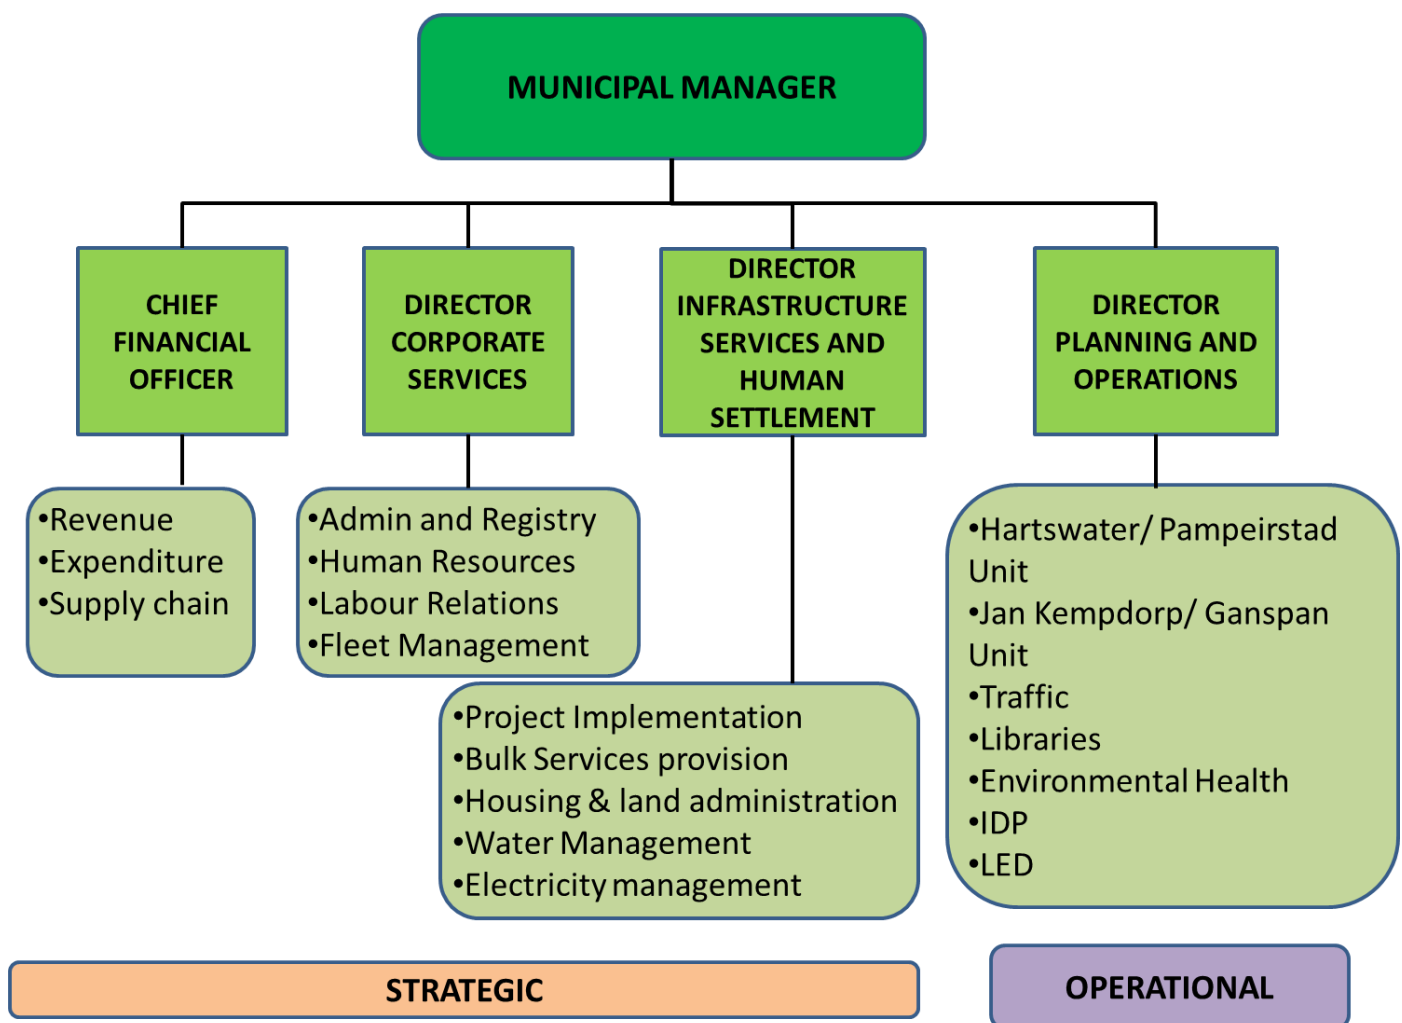 MUNICIPAL MANAGER
CHIEF
FINANCIAL
OFFICER
DIRECTOR
CORPORATE
SERVICES
DIRECTOR
INFRASTRUCTURE
SERVICES AND
HUMAN
SETTLEMENT
DIRECTOR
PLANNING AND
OPERATIONS
•Revenue
•Expenditure
•Supply chain
•Admin and Registry
•Human Resources
•Labour Relations
•Fleet Management
•Project Implementation
•Bulk Services provision
•Housing & land administration
•Water Management
•Electricity management
•Hartswater/ Pampeirstad
Unit
•Jan Kempdorp/ Ganspan
Unit
•Traffic
•Libraries
•Environmental Health
•IDP
•LED
STRATEGIC
OPERATIONAL